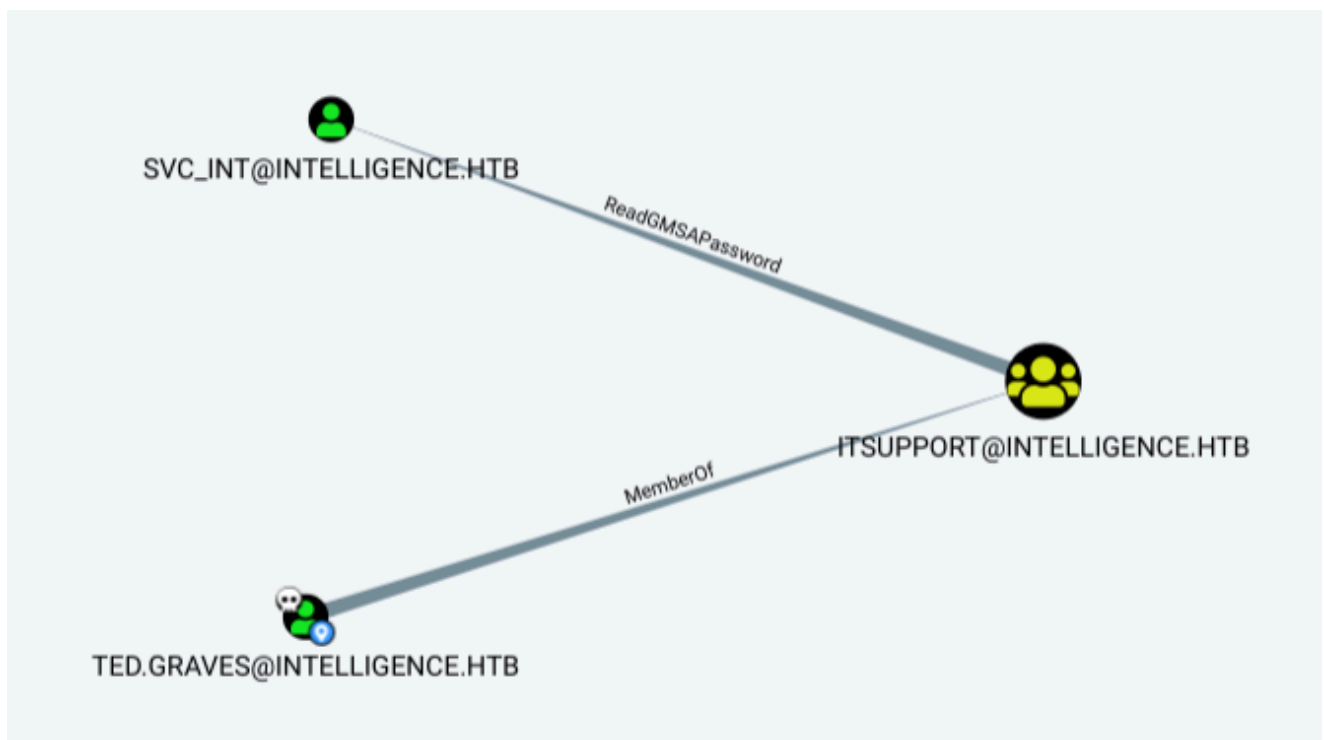 SVC_INT@INTELLIGENCE.HTB
ReadGMSAPassword
ITSUPPORT@INTELLIGENCE.HTB
MemberOf
TED.GRAVES@INTELLIGENCE.HTB